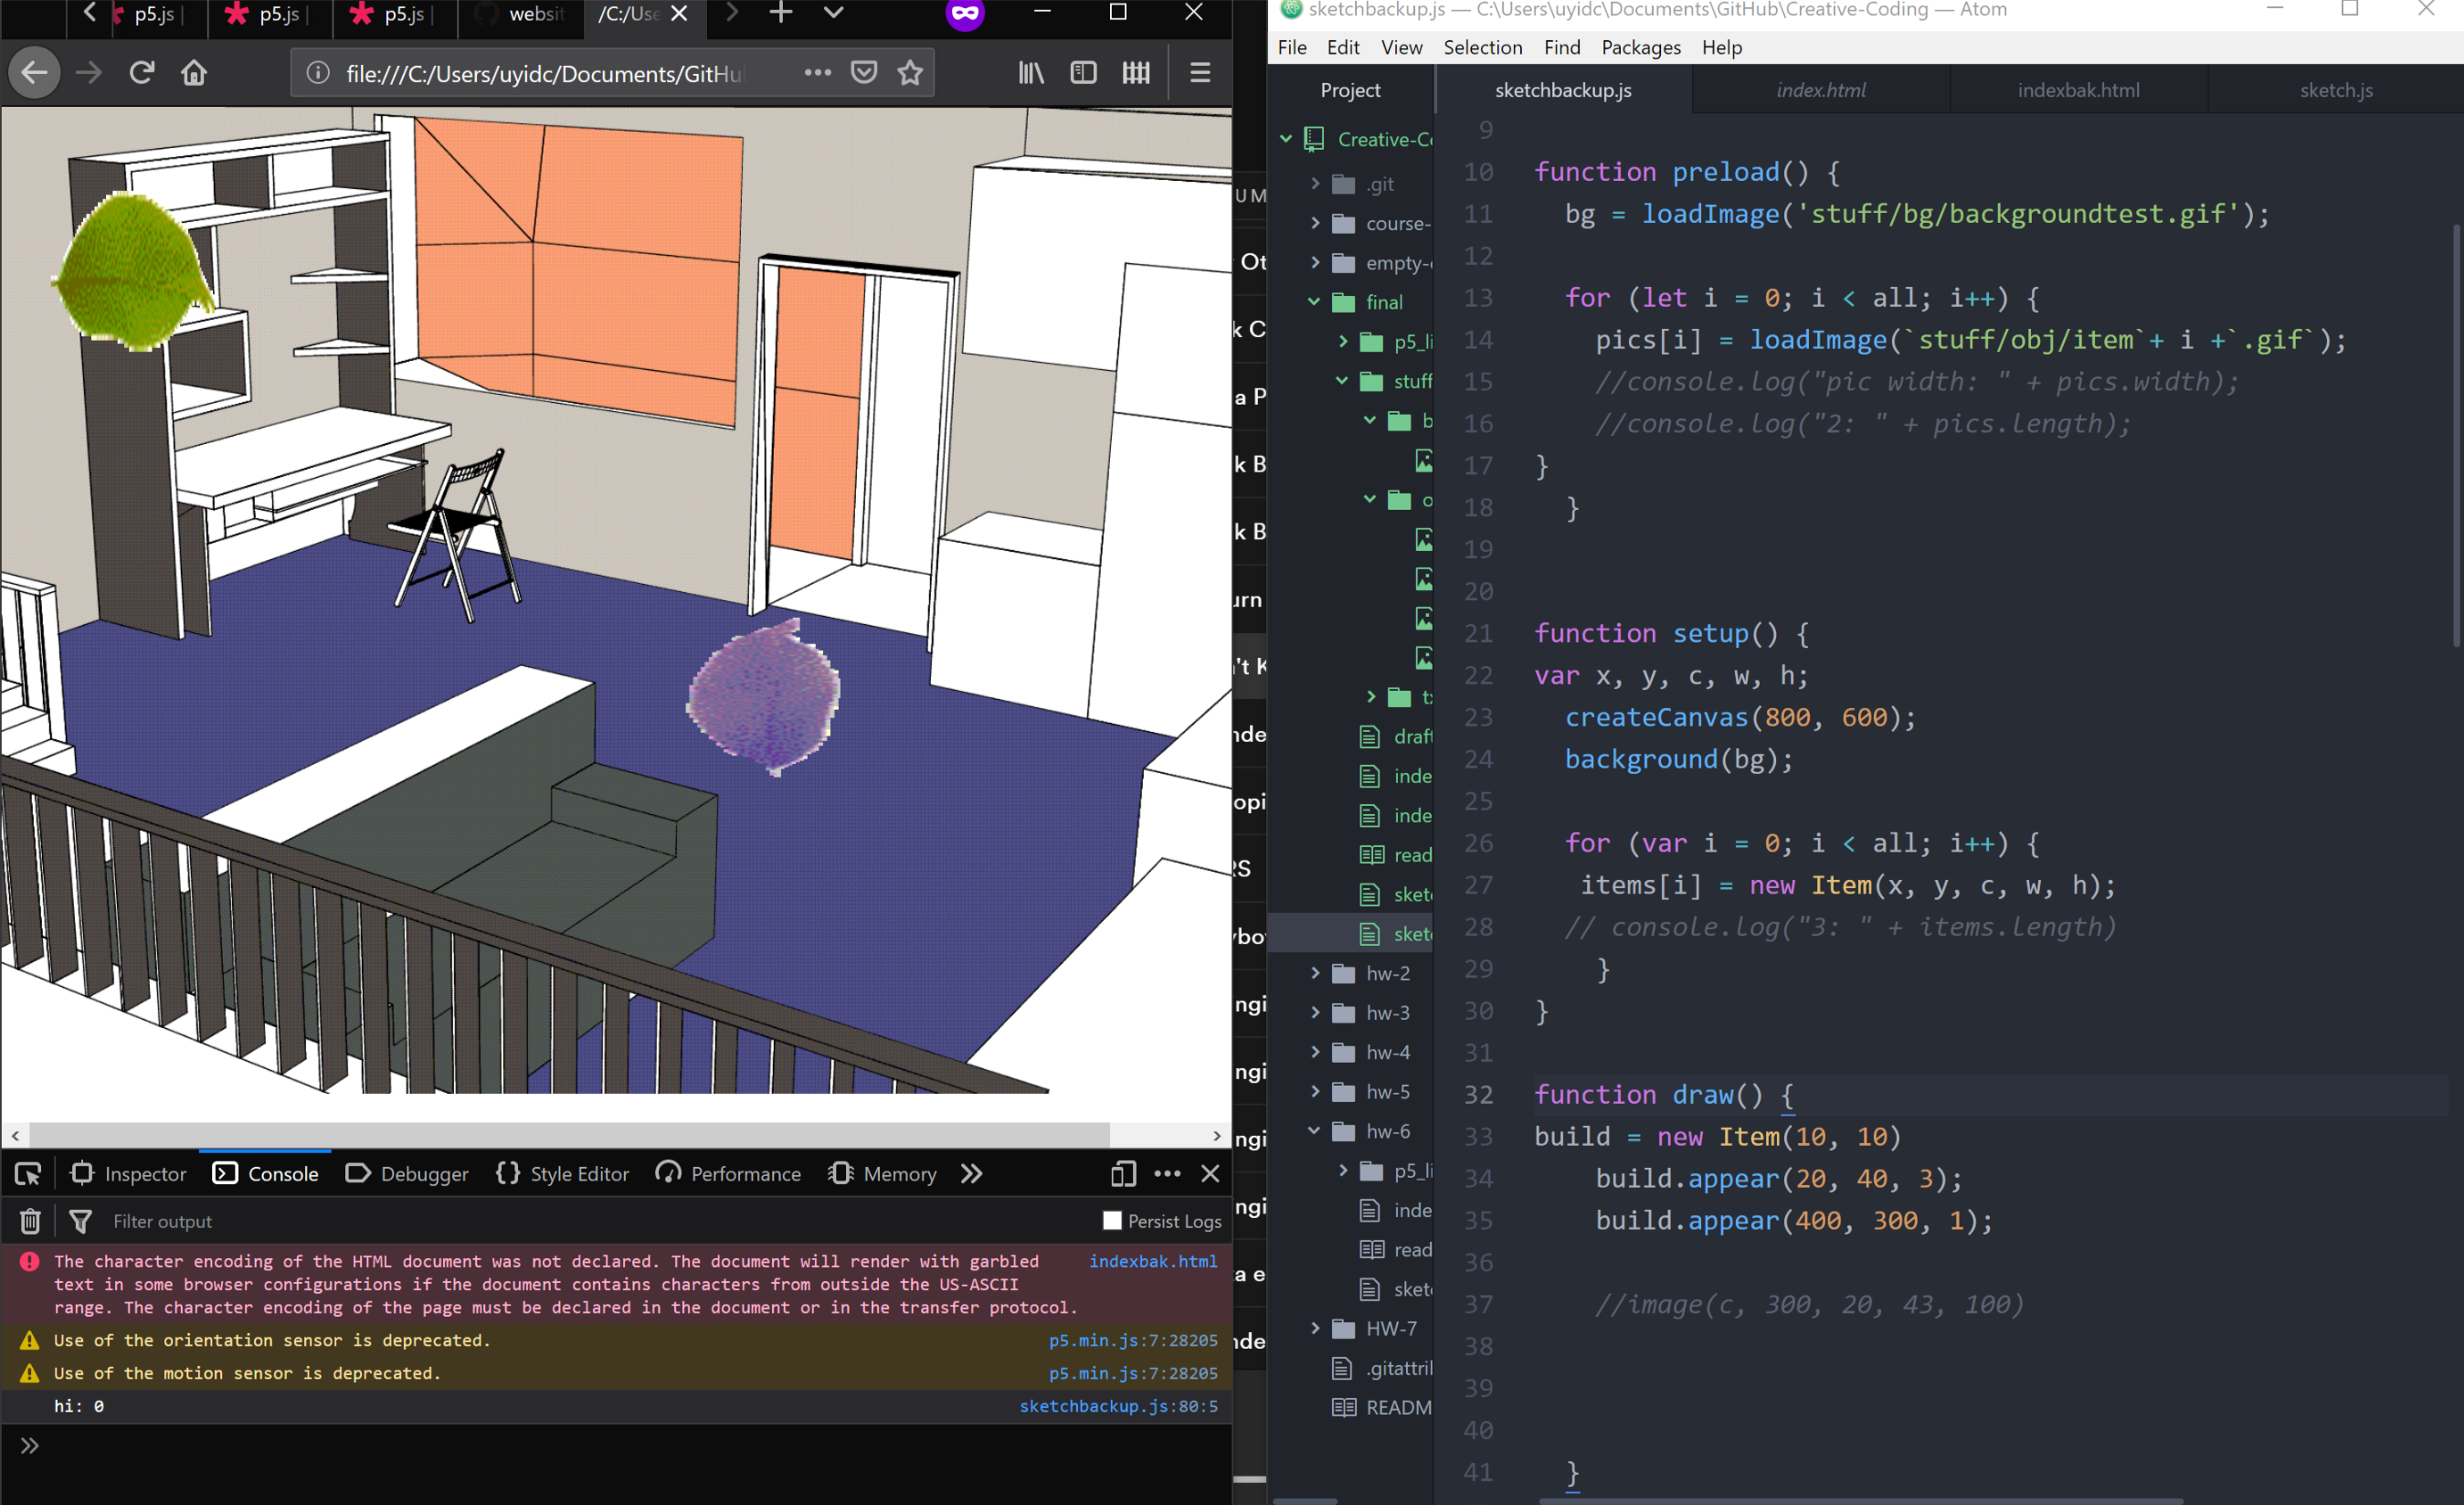 p5.js
p5.js
p5.js
websit
/C:/Use
file:///C:/Users/uyidc/Documents/GitHu
Inspector
Console
Debugger
Style Editor
Performance
Memory
Filter output
Persist Logs
The character encoding of the HTML document was not declared. The document will render with garbled
indexbak.html
text in some browser configurations if the document contains characters from outside the US-ASCII
range. The character encoding of the page must be declared in the document or in the transfer protocol.
Use of the orientation sensor is deprecated.
p5.min.js:7:28205
Use of the motion sensor is deprecated.
p5.min.js:7:28205
hi: 0
sketchbackup.js:80:5
UM
Ot
k C
a P
k B
k B
urn
't K
nde
opi
RS
ybo
ngi
ngi
ngi
ngi
ta e
nde
sketchbackup.js — C:\Users\uyidc\Documents\GitHub\Creative-Coding — Atom
File Edit View Selection Find Packages Help
Project
Creative-Co
.git
course-
empty-
final
p5_li
stuff
b
o
tx
draft
inde
inde
read
sketc
sketc
hw-2
hw-3
hw-4
hw-5
hw-6
p5_li
inde
read
sketc
HW-7
.gitattril
READM
sketchbackup.js
index.html
indexbak.html
sketch.js
9
10 function preload() {
11 bg = loadImage('stuff/bg/backgroundtest.gif');
12
13 for (let i = 0; i < all; i++) {
14 pics[i] = loadImage(`stuff/obj/item`+ i +`.gif`);
15 //console.log("pic width: " + pics.width);
16 //console.log("2: " + pics.length);
17 }
18 }
19
20
21 function setup() {
22 var x, y, c, w, h;
23 createCanvas(800, 600);
24 background(bg);
25
26 for (var i = 0; i < all; i++) {
27 items[i] = new Item(x, y, c, w, h);
28 // console.log("3: " + items.length)
29 }
30 }
31
32 function draw() {
33 build = new Item(10, 10)
34 build.appear(20, 40, 3);
35 build.appear(400, 300, 1);
36
37 //image(c, 300, 20, 43, 100)
38
39
40
41 }